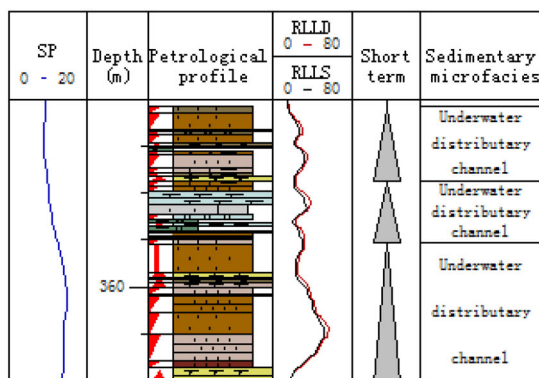 SP
0 - 20
Depth
(m)
Petrological
profile
RLLD
0 - 80
RLLS
0 - 80
Short
term
Sedimentary
microfacies
Underwater
distributary
channel
Underwater
distributary
channel
360
Underwater
distributary
channel